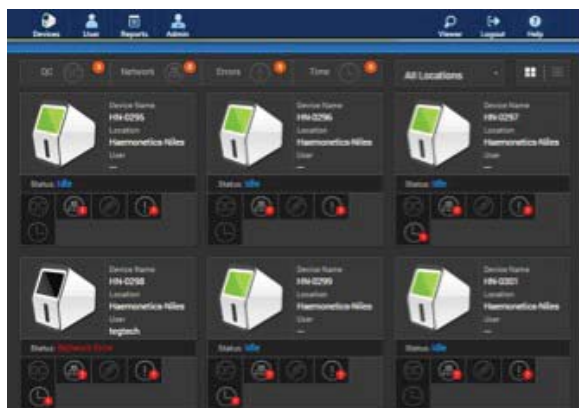 Devices User Reports Admin Viewer Logout Help
QC Network Errors Time All Locations
Device Name
HN-0295
Location
Haemonetics-Niles
User
—
Status: Idle
Device Name
HN-0296
Location
Haemonetics-Niles
User
—
Status: Idle
Device Name
HN-0297
Location
Haemonetics-Niles
User
—
Status: Idle
Device Name
HN-0298
Location
Haemonetics-Niles
User
tegtech
Status: Network Error
Device Name
HN-0299
Location
Haemonetics-Niles
User
—
Status: Idle
Device Name
HN-0301
Location
Haemonetics-Niles
User
—
Status: Idle